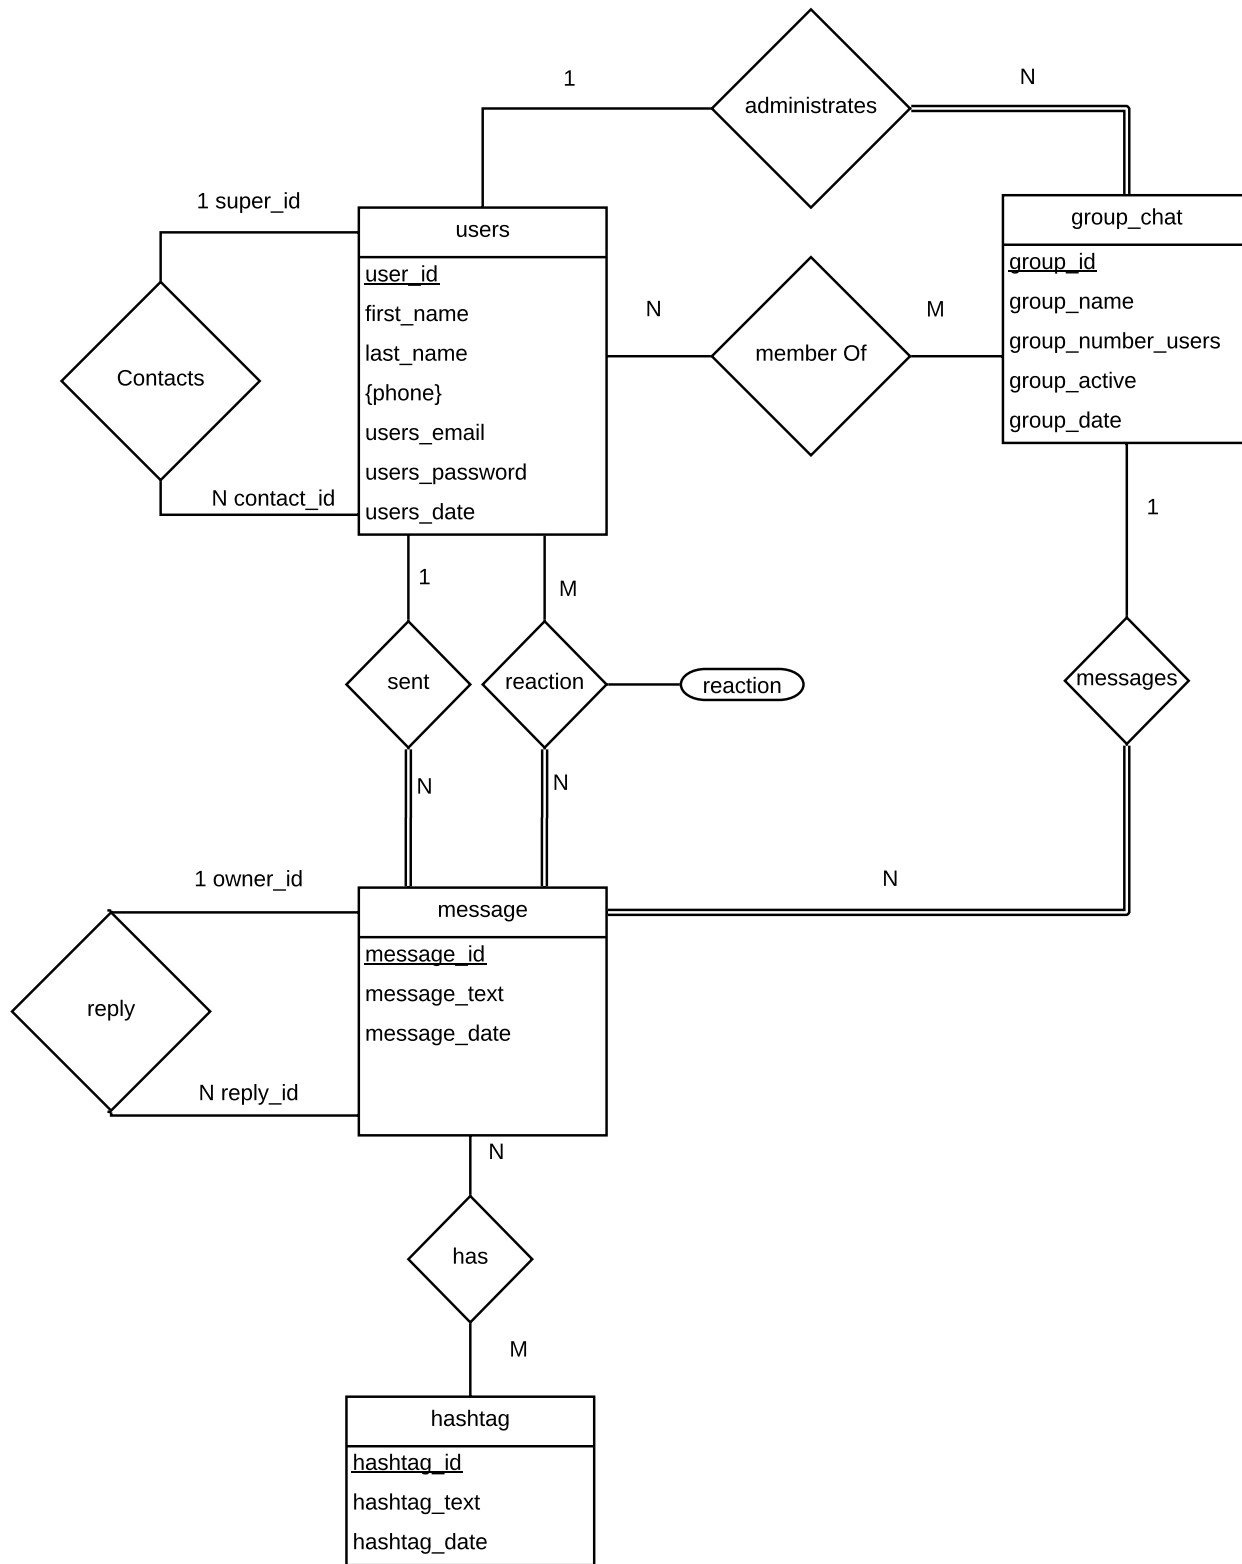 administrates
1
N
1 super_id
users
user_id
first_name
last_name
{phone}
users_email
users_password
users_date
group_chat
group_id
group_name
group_number_users
group_active
group_date
N
member Of
M
Contacts
N contact_id
1
M
1
sent
reaction
reaction
messages
N
N
N
1 owner_id
message
message_id
message_text
message_date
reply
N reply_id
N
has
M
hashtag
hashtag_id
hashtag_text
hashtag_date